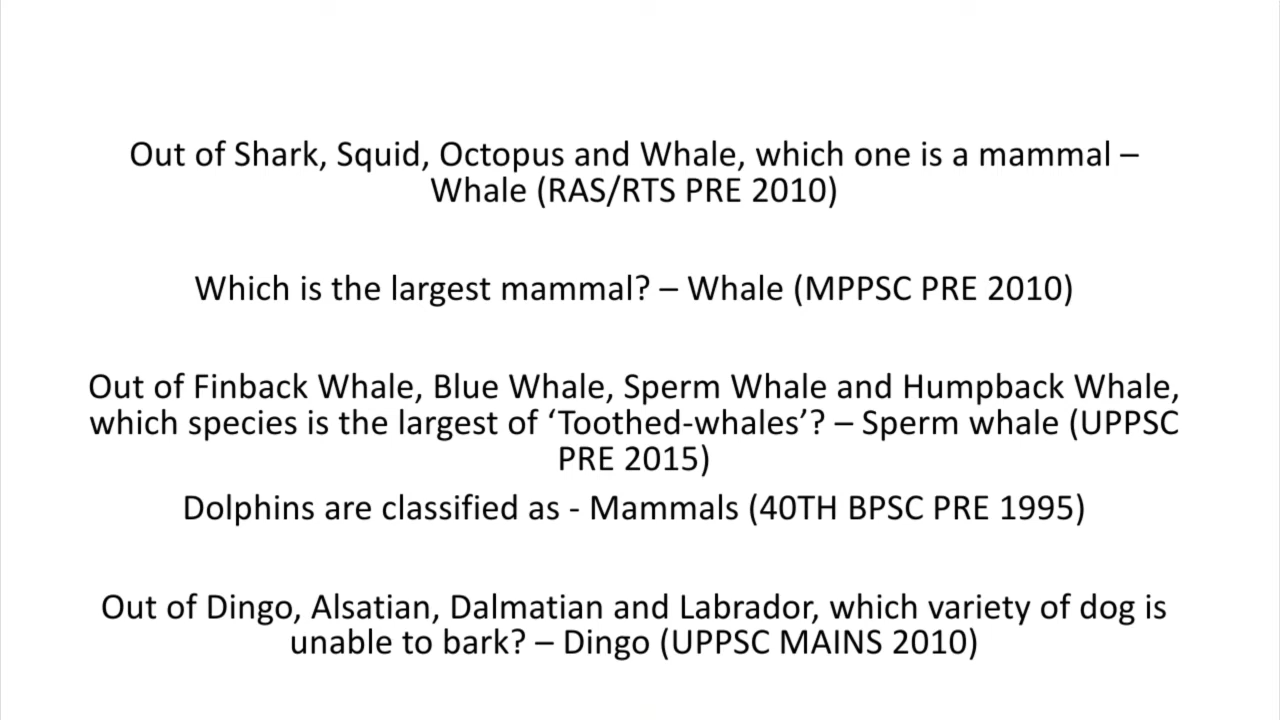 Out of Shark, Squid, Octopus and Whale, which one is a mammal –
Whale (RAS/RTS PRE 2010)
Which is the largest mammal? – Whale (MPPSC PRE 2010)
Out of Finback Whale, Blue Whale, Sperm Whale and Humpback Whale,
which species is the largest of ‘Toothed-whales’? – Sperm whale (UPPSC
PRE 2015)
Dolphins are classified as - Mammals (40TH BPSC PRE 1995)
Out of Dingo, Alsatian, Dalmatian and Labrador, which variety of dog is
unable to bark? – Dingo (UPPSC MAINS 2010)